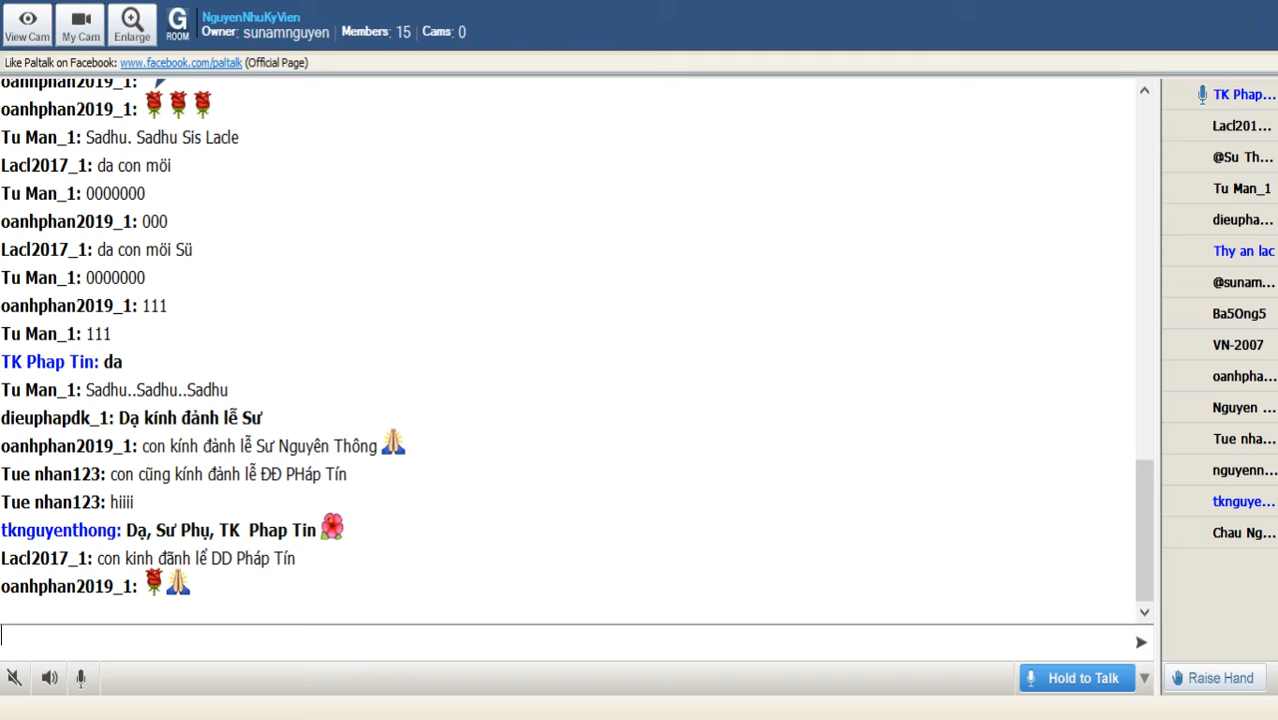 View Cam
My Cam
Enlarge
G
ROOM
NguyenNhuKyVien
Owner: sunamnguyen Members: 15 Cams: 0
Like Paltalk on Facebook: www.facebook.com/paltalk (Official Page)
oanhphan2019_1:
oanhphan2019_1:
Tu Man_1: Sadhu. Sadhu Sis Lacle
Lacl2017_1: da con möi
Tu Man_1: 0000000
oanhphan2019_1: 000
Lacl2017_1: da con möi Sü
Tu Man_1: 0000000
oanhphan2019_1: 111
Tu Man_1: 111
TK Phap Tin: da
Tu Man_1: Sadhu..Sadhu..Sadhu
dieuphapdk_1: Dạ kính đảnh lễ Sư
oanhphan2019_1: con kính đảnh lễ Sư Nguyên Thông
Tue nhan123: con cũng kính đảnh lễ ĐĐ PHáp Tín
Tue nhan123: hiiii
tknguyenthong: Dạ, Sư Phụ, TK Phap Tin
Lacl2017_1: con kinh đãnh lể DD Pháp Tín
oanhphan2019_1:
TK Phap...
Lacl201...
@Su Th...
Tu Man_1
dieupha...
Thy an lac
@sunam...
Ba5Ong5
VN-2007
oanhpha...
Nguyen ...
Tue nha...
nguyenn...
tknguye...
Chau Ng...
Hold to Talk
Raise Hand